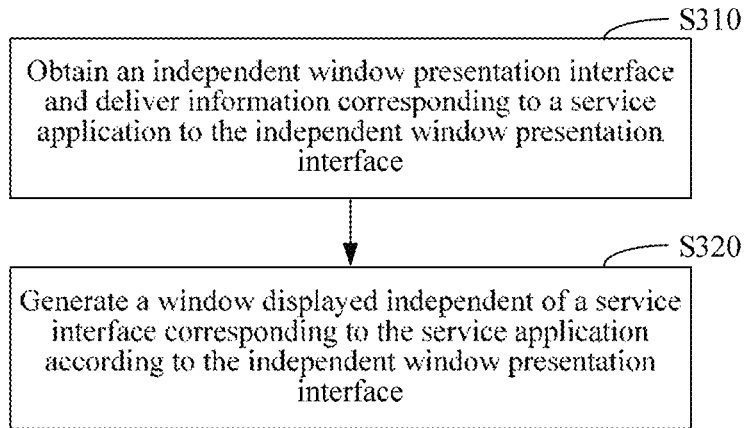 S310
Obtain an independent window presentation interface
and deliver information corresponding to a service
application to the independent window presentation
interface
S320
Generate a window displayed independent of a service
interface corresponding to the service application
according to the independent window presentation
interface